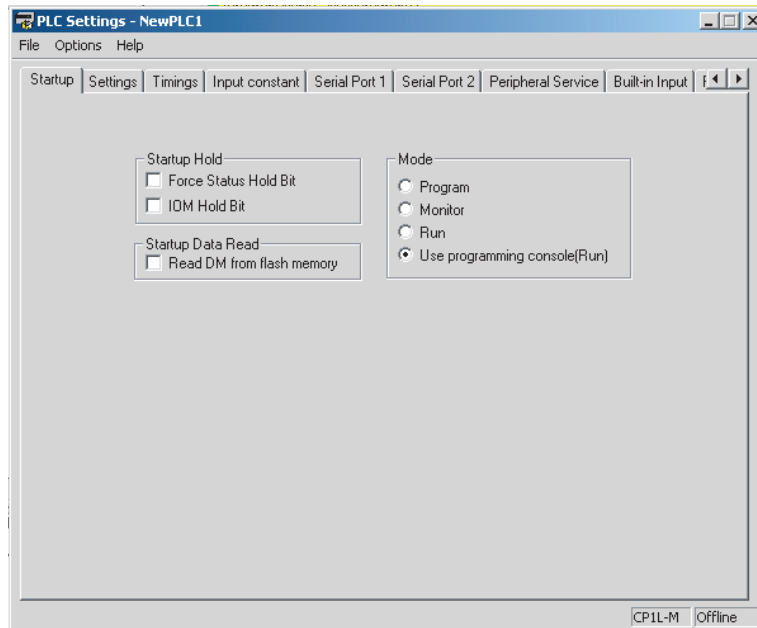 PLC Settings - NewPLC1
File Options Help
Startup Settings Timings Input constant Serial Port 1 Serial Port 2 Peripheral Service Built-in Input
Startup Hold
Force Status Hold Bit
IOM Hold Bit
Startup Data Read
Read DM from flash memory
Mode
Program
Monitor
Run
Use programming console(Run)
CP1L-M Offline